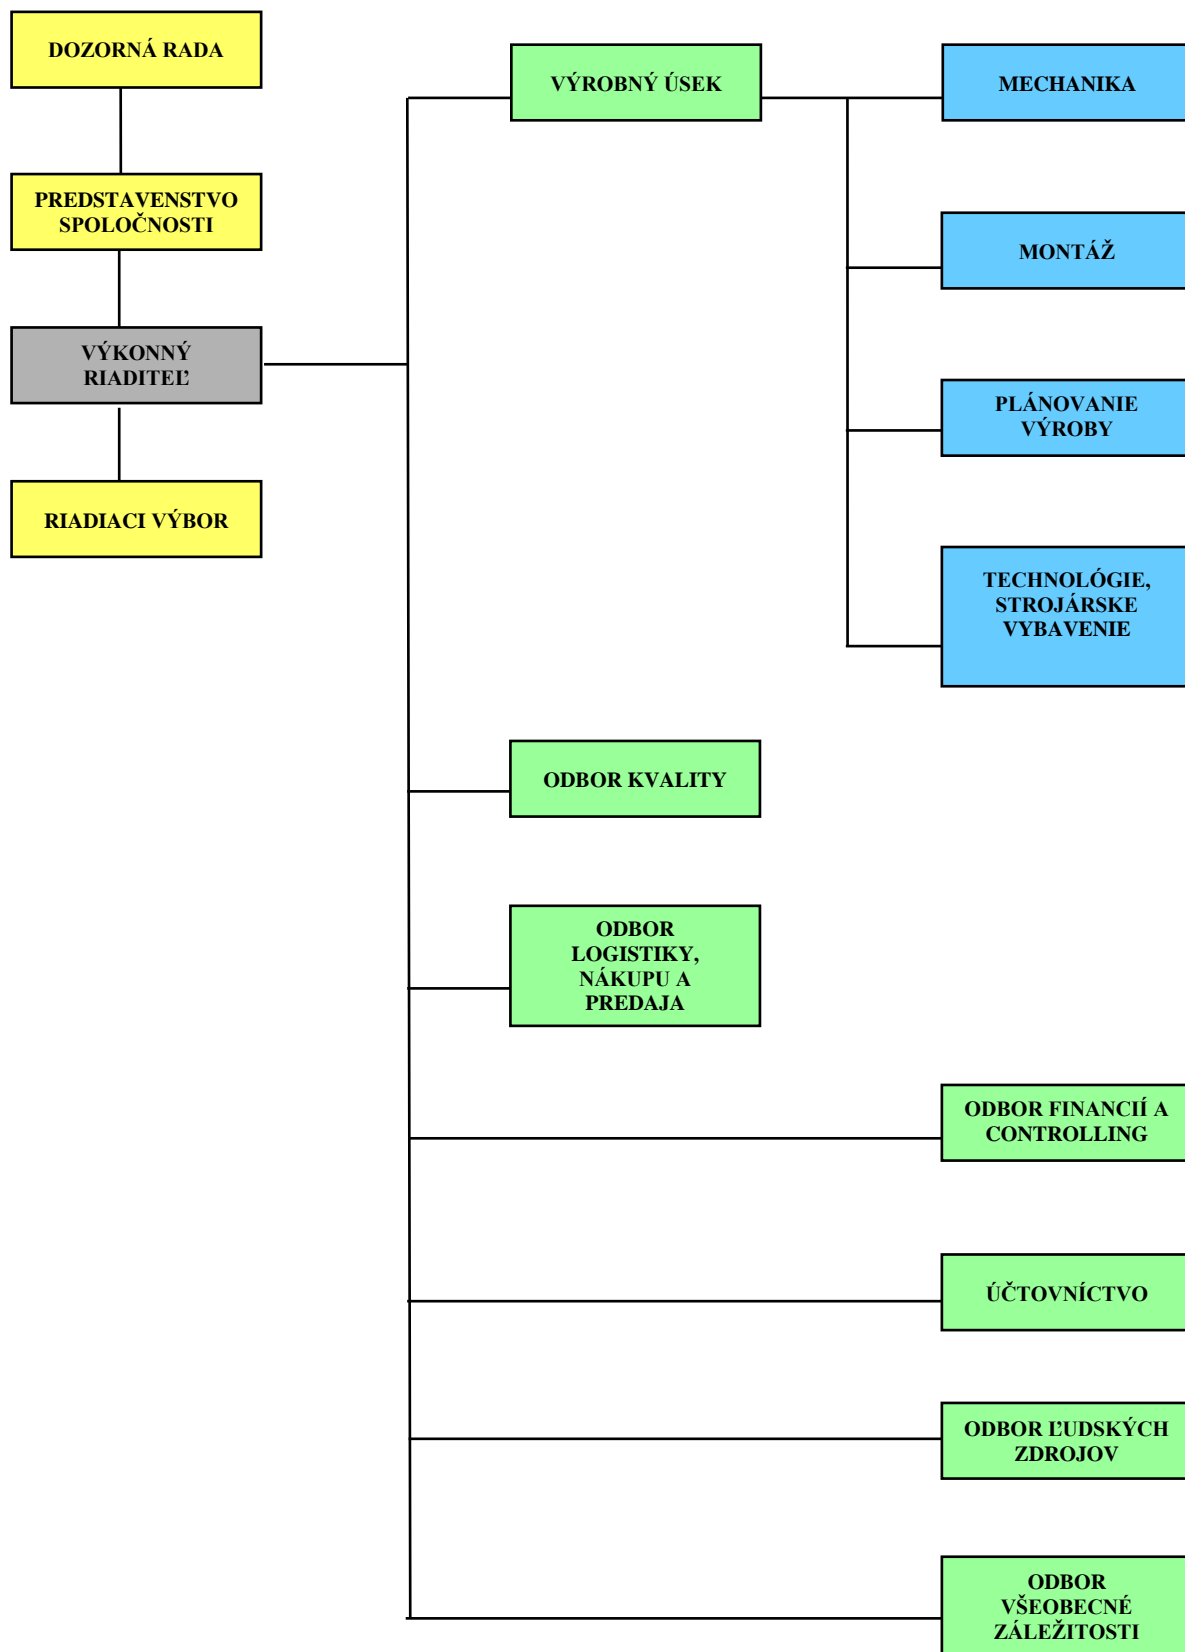 DOZORNÁ RADA
PREDSTAVENSTVO
SPOLOČNOSTI
VÝKONNÝ
RIADITEĽ
RIADIACI VÝBOR
VÝROBNÝ ÚSEK
MECHANIKA
MONTÁŽ
PLÁNOVANIE
VÝROBY
TECHNOLÓGIE,
STROJÁRSKE
VYBAVENIE
ODBOR KVALITY
ODBOR
LOGISTIKY,
NÁKUPU A
PREDAJA
ODBOR FINANCIÍ A
CONTROLLING
ÚČTOVNÍCTVO
ODBOR ĽUDSKÝCH
ZDROJOV
ODBOR
VŠEOBECNÉ
ZÁLEŽITOSTI